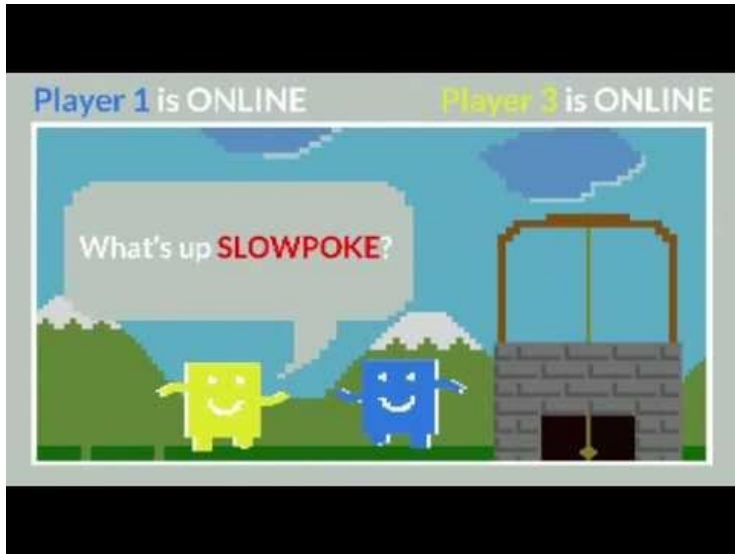 Player 1 is ONLINE
Player 3 is ONLINE
What's up SLOWPOKE?